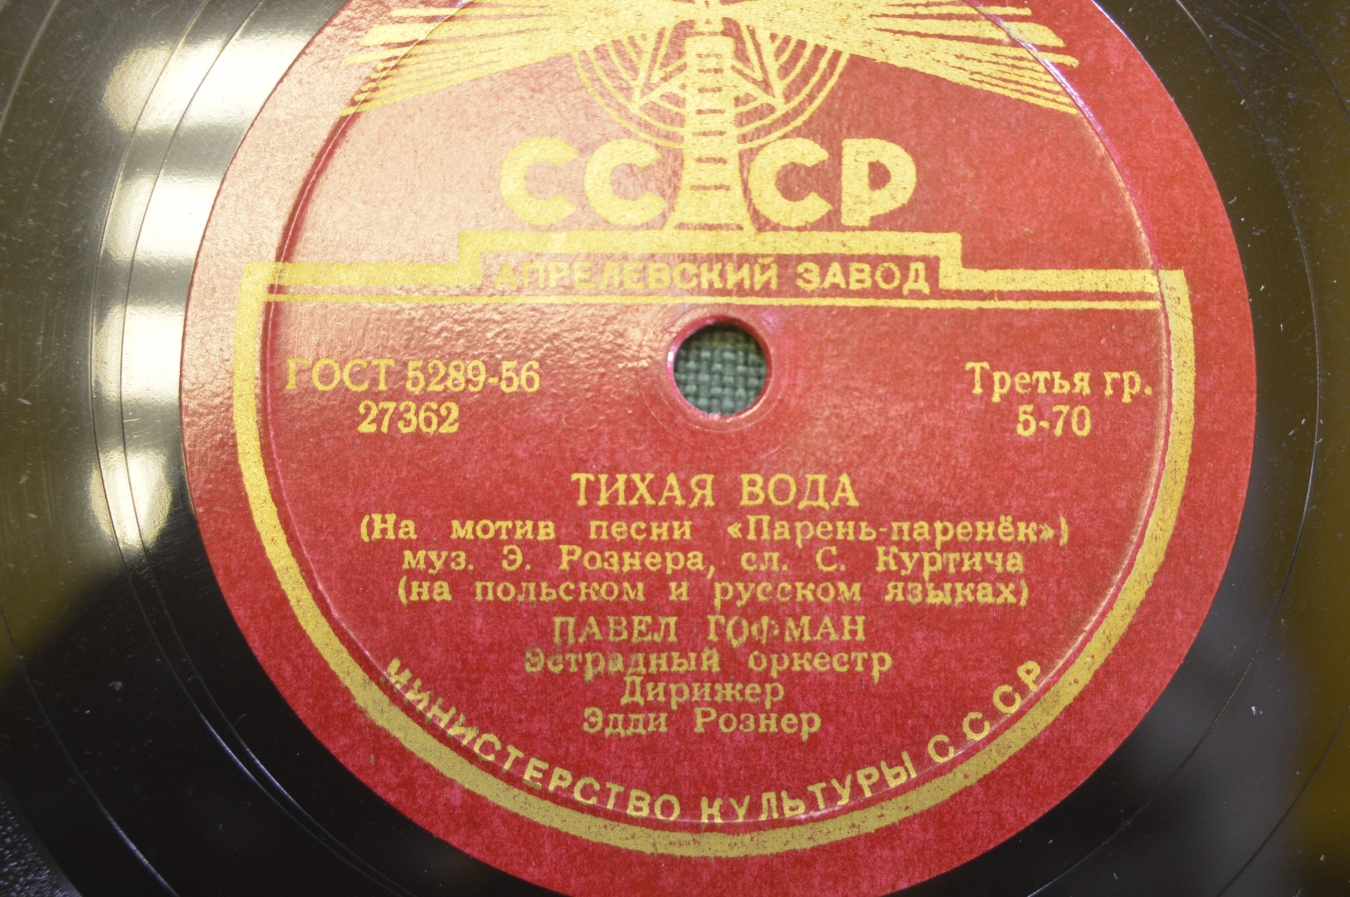 СССР
АПРЕЛЕВСКИЙ ЗАВОД
ГОСТ 5289-56
27362
Третья гр.
5-70
ТИХАЯ ВОДА
(На мотив песни «Парень-паренёк»)
муз. Э. Рознера, сл. С. Куртича
(на польском и русском языках)
ПАВЕЛ ГОФМАН
Эстрадный оркестр
Дирижер
Эдди Рознер
МИНИСТЕРСТВО КУЛЬТУРЫ СССР